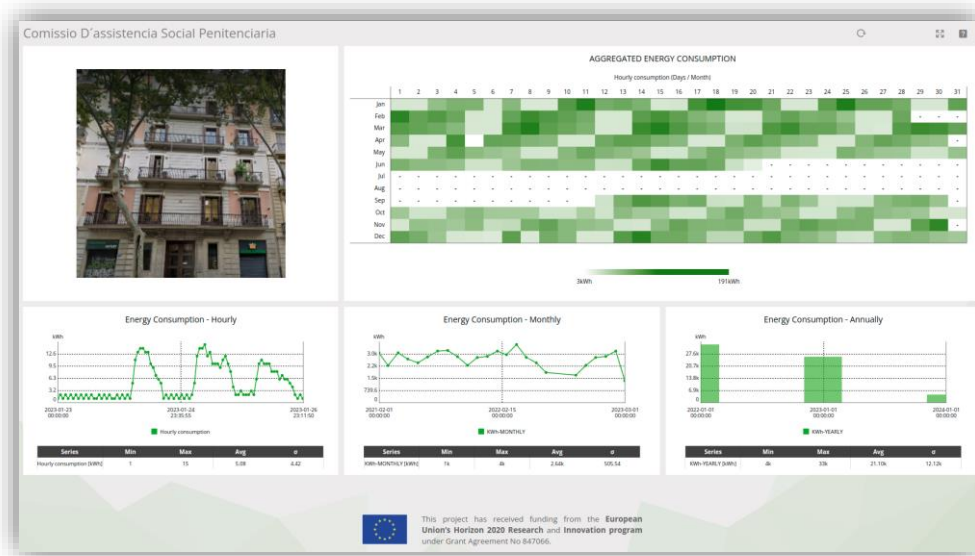 Comissio D´assistencia Social Penitenciaria
AGGREGATED ENERGY CONSUMPTION
Hourly consumption (Days / Month)
1 2 3 4 5 6 7 8 9 10 11 12 13 14 15 16 17 18 19 20 21 22 23 24 25 26 27 28 29 30 31
Jan
Feb
Mar
Apr
May
Jun
Jul
Aug
Sep
Oct
Nov
Dec
3kWh 191kWh
Energy Consumption - Hourly
kWh
12.6
9.5
6.3
3.2
0
2023-01-23 2023-01-24 2023-01-26
00:00:00 23:35:55 23:11:50
Hourly consumption
Series Min Max Avg σ
Hourly consumption [kWh] 1 15 5.08 4.42
Energy Consumption - Monthly
kWh
3.0k
2.2k
1.5k
739.6
0
2021-02-01 2022-02-15 2023-03-01
00:00:00 00:00:00 00:00:00
KWh-MONTHLY
Series Min Max Avg σ
KWh-MONTHLY [kWh] 1k 4k 2.64k 505.54
Energy Consumption - Annually
kWh
27.6k
20.7k
13.8k
6.9k
0
2022-01-01 2023-01-01 2024-01-01
00:00:00 00:00:00 00:00:00
KWh-YEARLY
Series Min Max Avg σ
KWh-YEARLY [kWh] 4k 33k 21.10k 12.12k
This project has received funding from the European
Union's Horizon 2020 Research and Innovation program
under Grant Agreement No 847066.